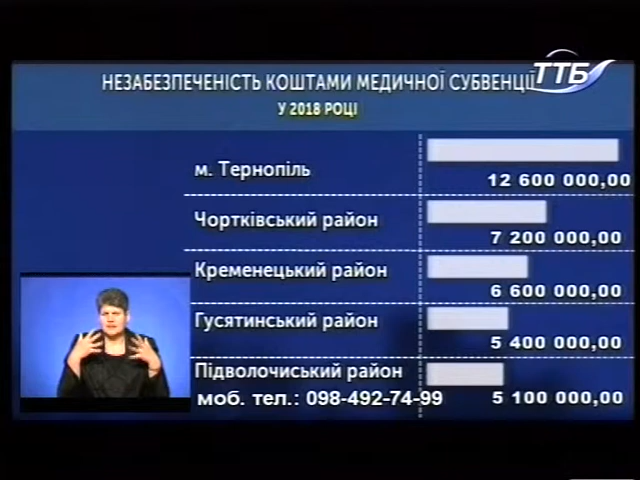 НЕЗАБЕЗПЕЧЕНІСТЬ КОШТАМИ МЕДИЧНОЇ СУБВЕНЦІЇ
ТТБ
У 2018 РОЦІ
м. Тернопіль
12 600 000,00
Чортківський район
7 200 000,00
Кременецький район
6 600 000,00
Гусятинський район
5 400 000,00
Підволочиський район
5 100 000,00
моб. тел.: 098-492-74-99